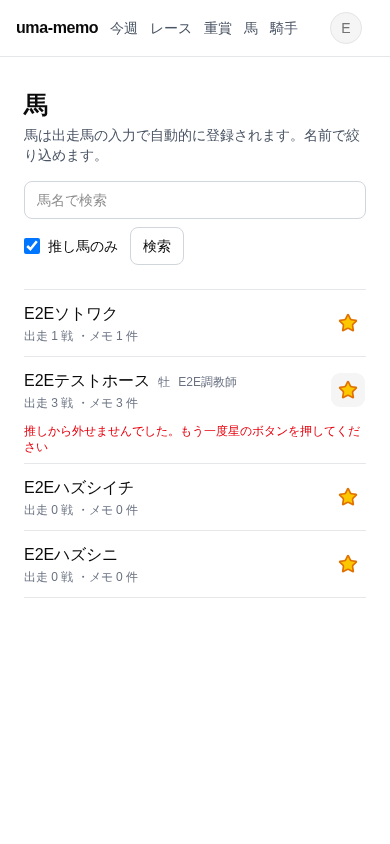 uma-memo 今週 レース 重賞 馬 騎手 E
馬
馬は出走馬の入力で自動的に登録されます。名前で絞
り込めます。
馬名で検索
推し馬のみ 検索
E2Eソトワク
出走 1 戦 ・メモ 1 件
E2Eテストホース 牡 E2E調教師
出走 3 戦 ・メモ 3 件
推しから外せませんでした。もう一度星のボタンを押してくだ
さい
E2Eハズシイチ
出走 0 戦 ・メモ 0 件
E2Eハズシニ
出走 0 戦 ・メモ 0 件